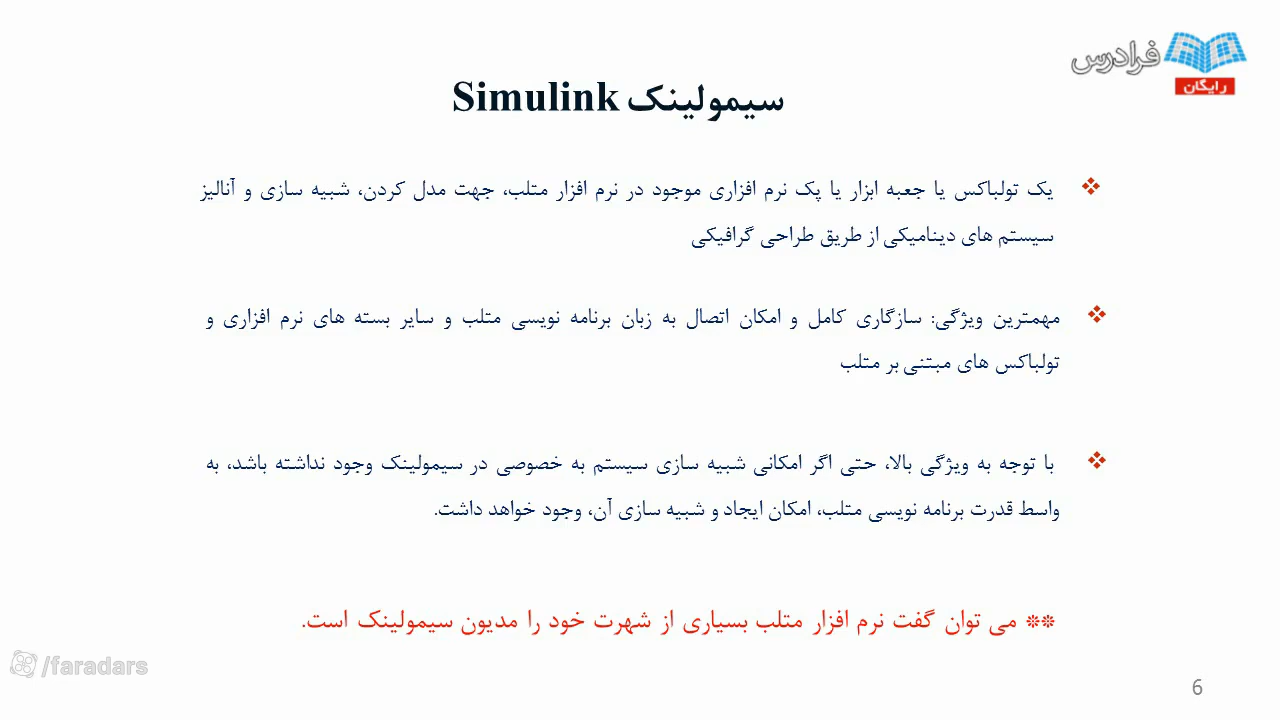 فرادرس
رایگان
سیمولینک Simulink
❖ یک تولباکس یا جعبه ابزار یا پک نرم افزاری موجود در نرم افزار متلب، جهت مدل کردن، شبیه سازی و آنالیز
سیستم های دینامیکی از طریق طراحی گرافیکی
❖ مهمترین ویژگی: سازگاری کامل و امکان اتصال به زبان برنامه نویسی متلب و سایر بسته های نرم افزاری و
تولباکس های مبتنی بر متلب
❖ با توجه به ویژگی بالا، حتی اگر امکانی شبیه سازی سیستم به خصوصی در سیمولینک وجود نداشته باشد، به
واسط قدرت برنامه نویسی متلب، امکان ایجاد و شبیه سازی آن، وجود خواهد داشت.
** می توان گفت نرم افزار متلب بسیاری از شهرت خود را مدیون سیمولینک است.
/faradars
6